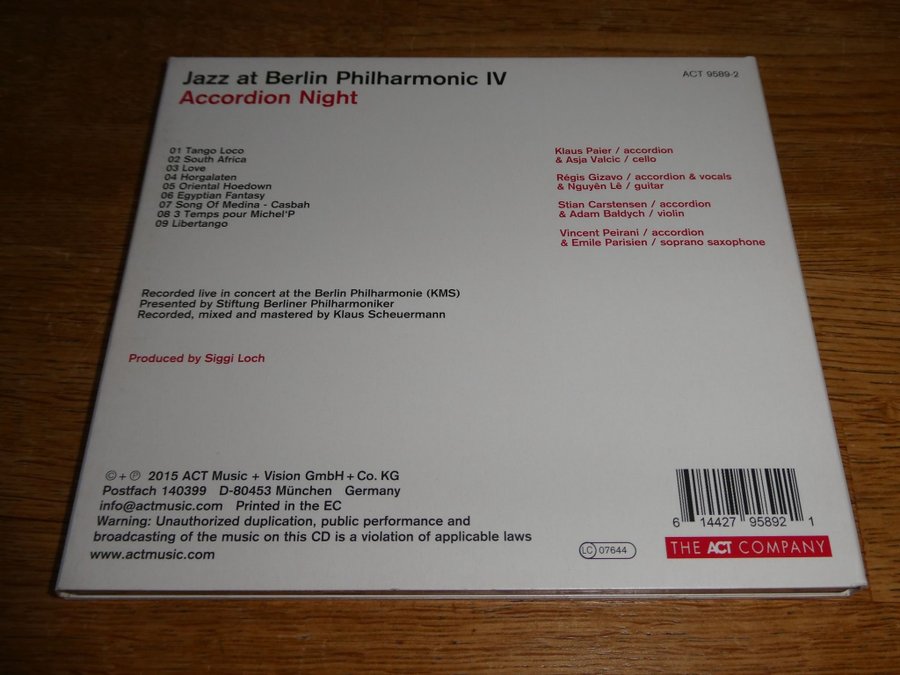 Jazz at Berlin Philharmonic IV
Accordion Night
ACT 9589-2
01 Tango Loco
02 South Africa
03 Love
04 Horgalaten
05 Oriental Hoedown
06 Egyptian Fantasy
07 Song Of Medina - Casbah
08 3 Temps pour Michel'P
09 Libertango
Klaus Paier / accordion
& Asja Valcic / cello
Régis Gizavo / accordion & vocals
& Nguyên Lê / guitar
Stian Carstensen / accordion
& Adam Bałdych / violin
Vincent Peirani / accordion
& Emile Parisien / soprano saxophone
Recorded live in concert at the Berlin Philharmonie (KMS)
Presented by Stiftung Berliner Philharmoniker
Recorded, mixed and mastered by Klaus Scheuermann
Produced by Siggi Loch
© + ℗ 2015 ACT Music + Vision GmbH + Co. KG
Postfach 140399 D-80453 München Germany
info@actmusic.com Printed in the EC
Warning: Unauthorized duplication, public performance and
broadcasting of the music on this CD is a violation of applicable laws
www.actmusic.com
LC 07644
6 14427 95892 1
THE ACT COMPANY